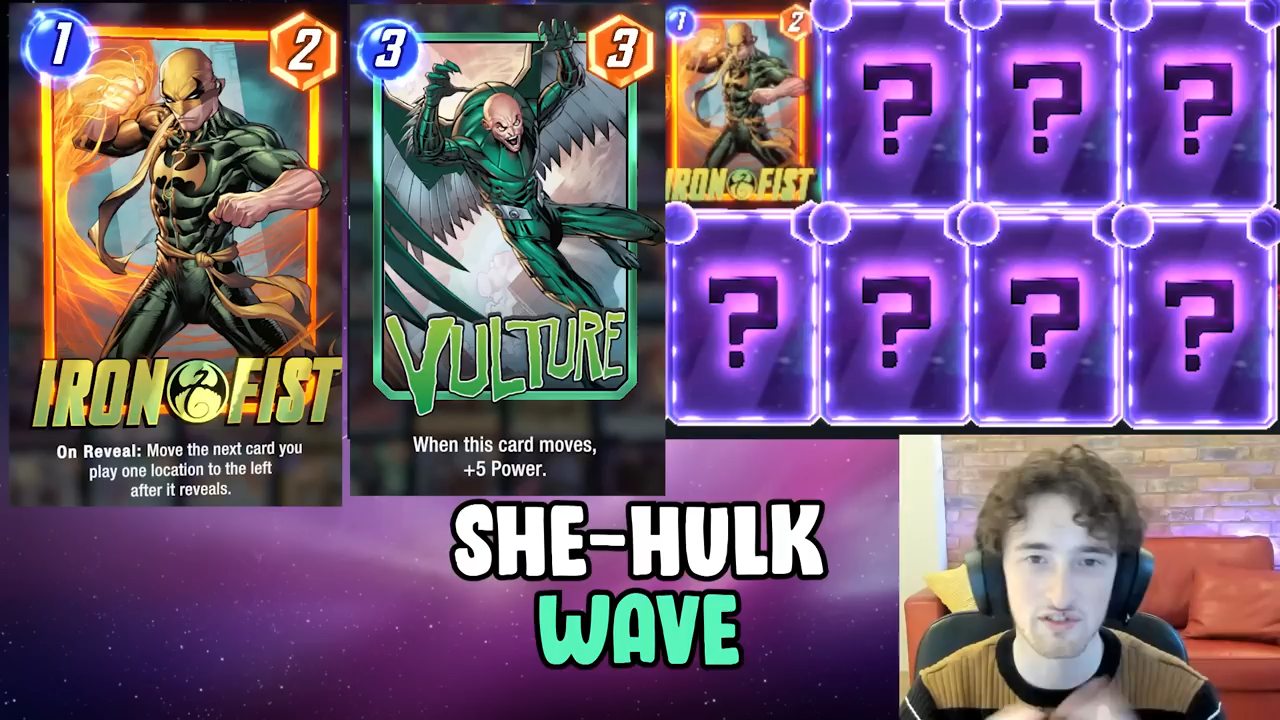 1
2
IRON FIST
On Reveal: Move the next card you
play one location to the left
after it reveals.
3
3
VULTURE
When this card moves,
+5 Power.
1
2
IRON FIST
?
?
?
?
?
?
?
SHE-HULK
WAVE